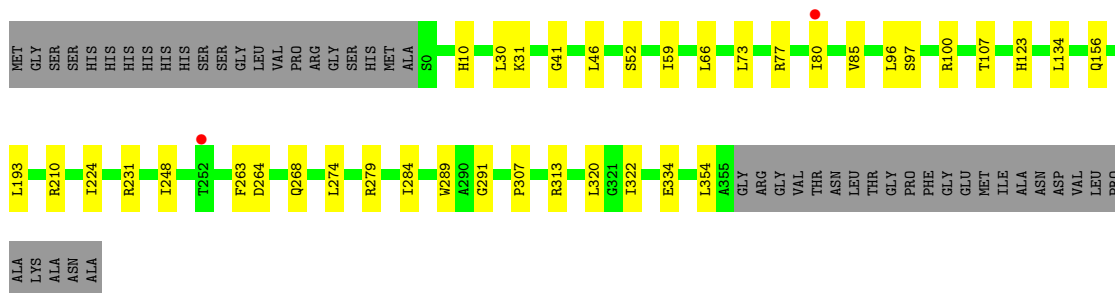 MET GLY SER SER HIS HIS HIS HIS HIS HIS SER SER GLY LEU VAL PRO ARG GLY SER HIS MET ALA S0 H10 L30 K31 G41 L46 S52 I59 L66 L73 R77 I80 V85 L96 S97 R100 T107 H123 L134 Q156
L193 R210 I224 R231 I248 T252 F263 D264 Q268 L274 R279 I284 W289 A290 G291 P307 R313 L320 G321 I322 E334 L354 A355 GLY ARG GLY VAL THR ASN LEU THR GLY PRO PHE GLY GLU MET ILE ALA ASN ASP VAL LEU PRO
ALA LYS ALA ASN ALA